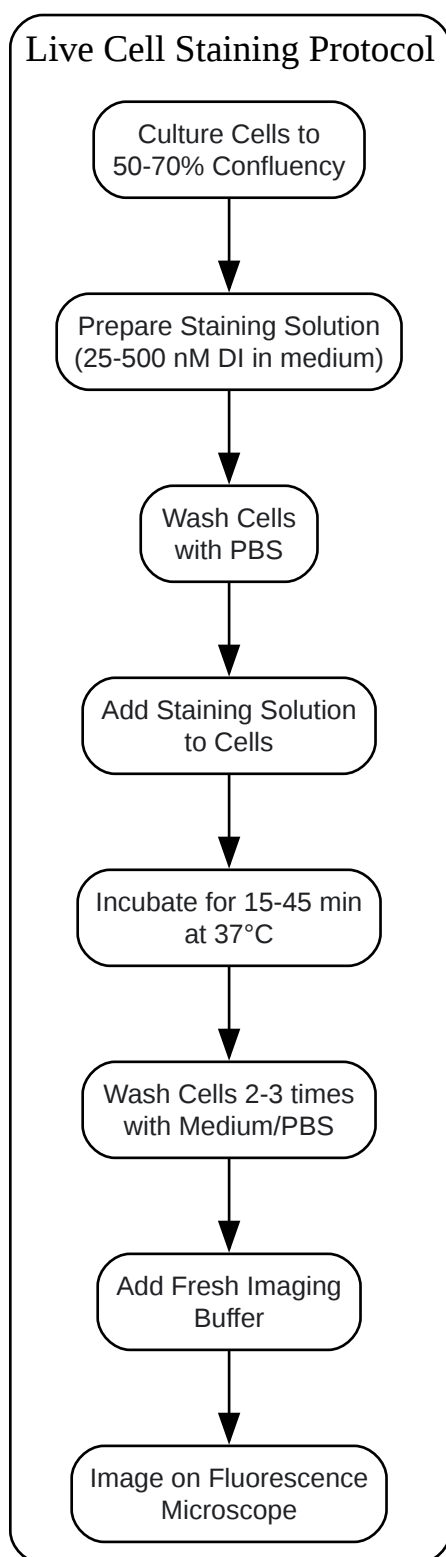 Live Cell Staining Protocol
Culture Cells to
50-70% Confluency
Prepare Staining Solution
(25-500 nM DI in medium)
Wash Cells
with PBS
Add Staining Solution
to Cells
Incubate for 15-45 min
at 37°C
Wash Cells 2-3 times
with Medium/PBS
Add Fresh Imaging
Buffer
Image on Fluorescence
Microscope